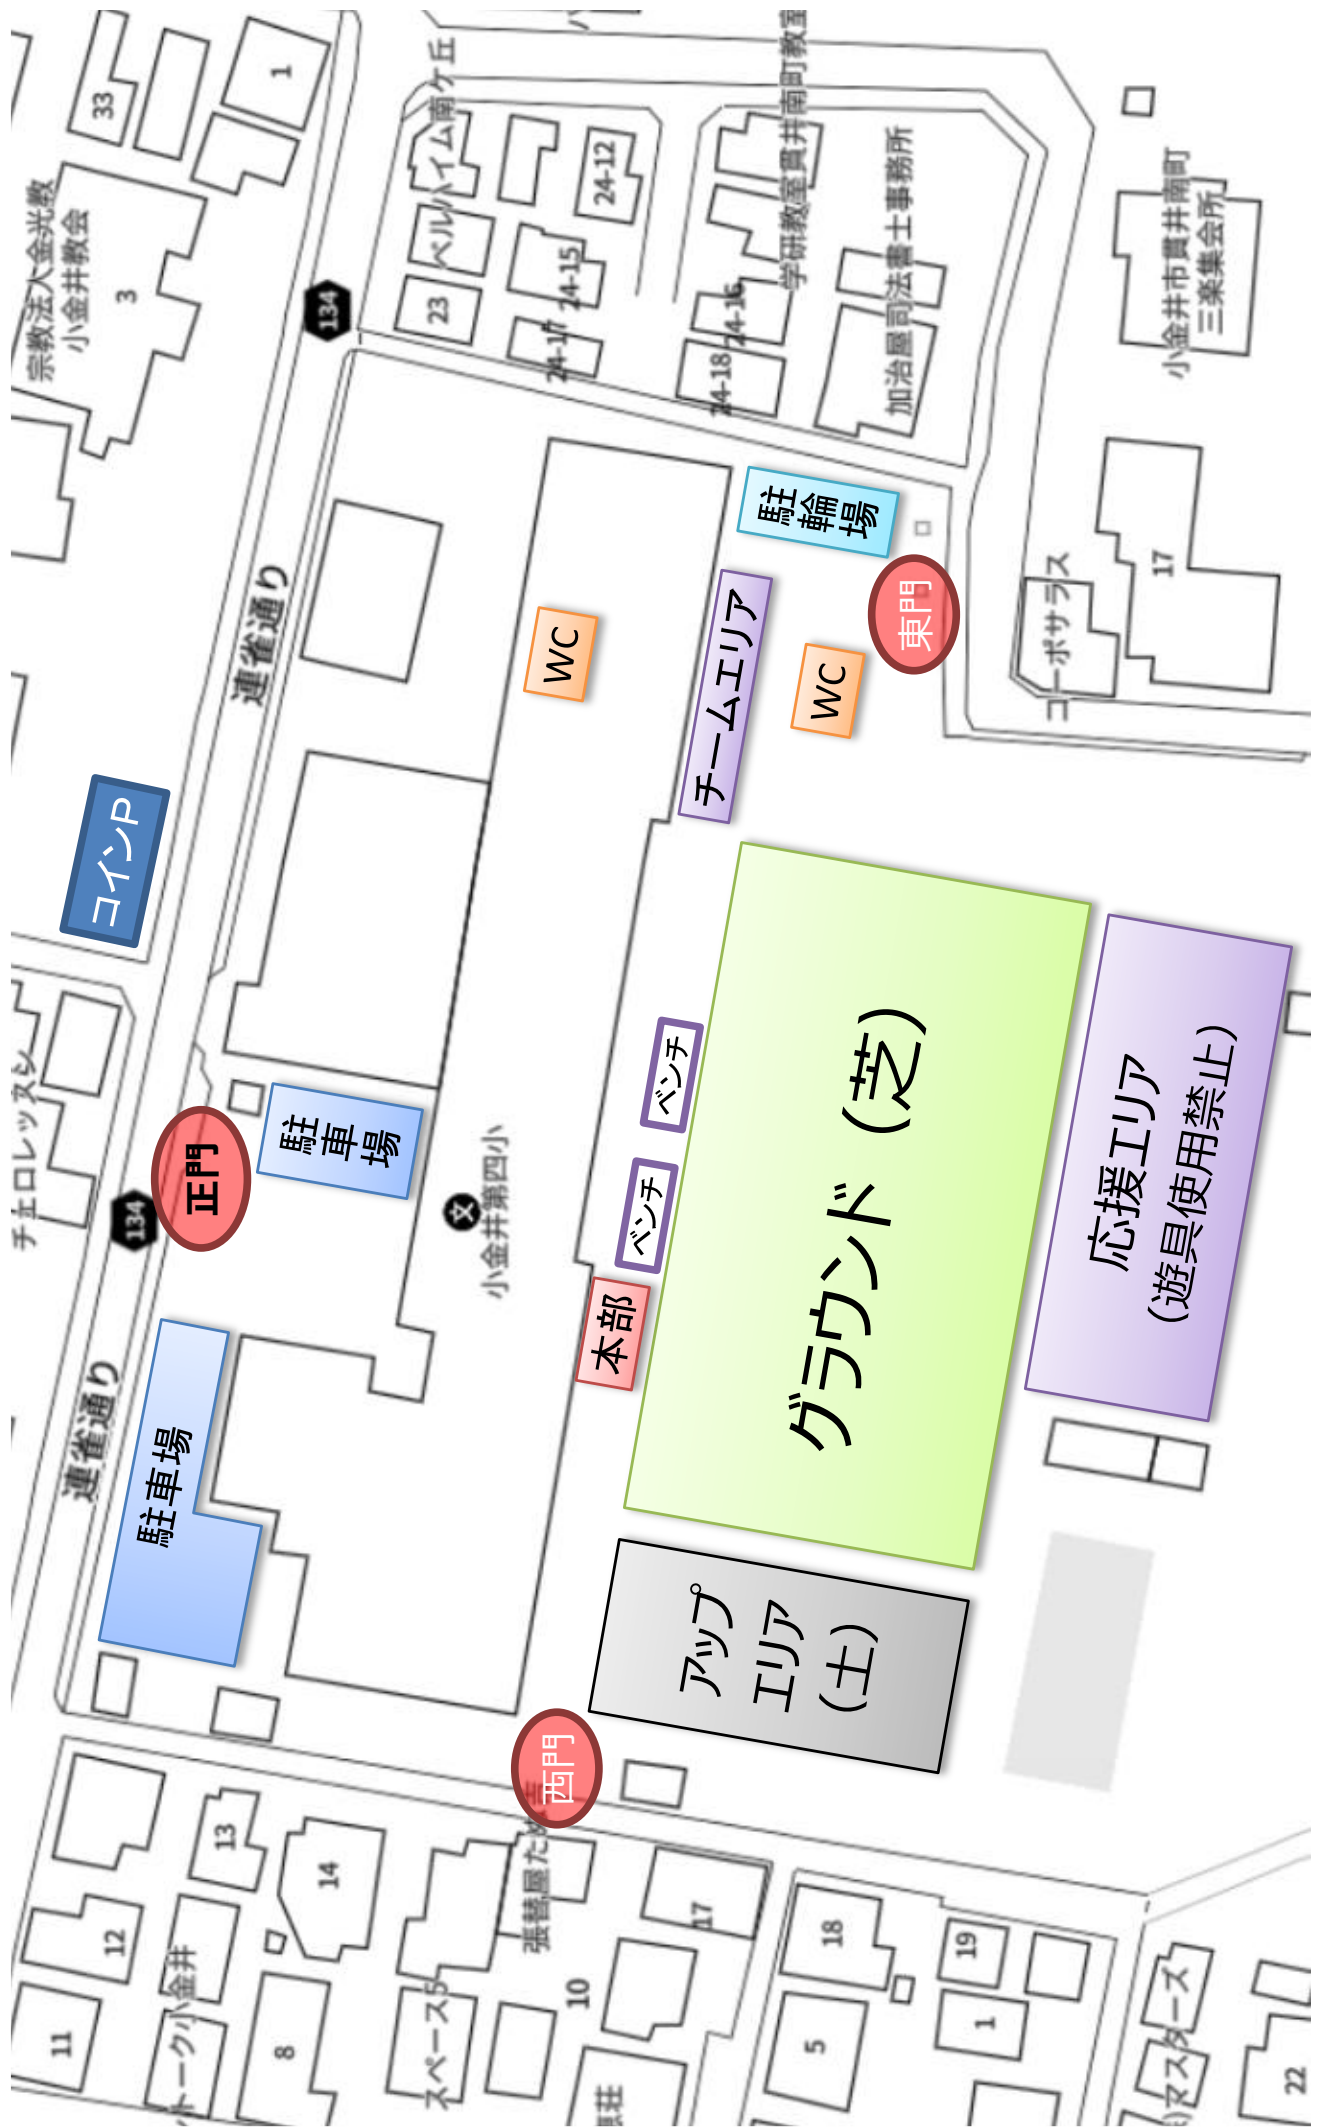 33
1
宗教法人金光教
小金井教会
3
134
ベルハイム南ケ丘
23
24-12
24-15
24-17
24-16
24-18
学研教室貫井南町教室
加治屋司法書士事務所
小金井市貫井南町
三楽集会所
連雀通り
コインP
駐
輪
場
東門
WC
WC
チームエリア
コーポサラス
17
正門
134
駐
車
場
文
小金井第四小
ベンチ
ベンチ
本部
グラウンド（芝）
応援エリア
（遊具使用禁止）
連雀通り
駐車場
アップ
エリア
（土）
西門
13
14
12
11
8
10
17
18
19
5
1
22
スペース5